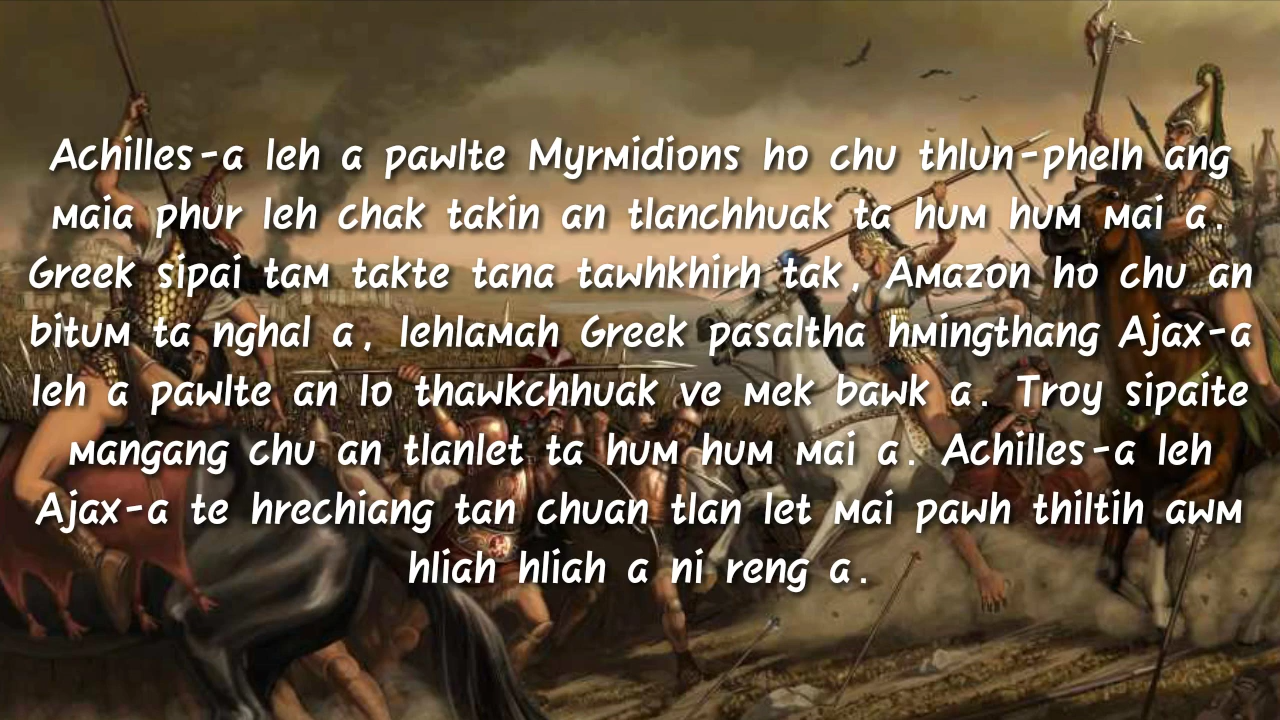 Achilles-a leh a pawlte Myrmidions ho chu thlun-phelh ang
maia phur leh chak takin an tlanchhuak ta hum hum mai a.
Greek sipai tam takte tana tawhkhirh tak, Amazon ho chu an
bitum ta nghal a, lehlamah Greek pasaltha hmingthang Ajax-a
leh a pawlte an lo thawkchhuak ve mek bawk a. Troy sipaite
mangang chu an tlanlet ta hum hum mai a. Achilles-a leh
Ajax-a te hrechiang tan chuan tlan let mai pawh thiltih awm
hliah hliah a ni reng a.